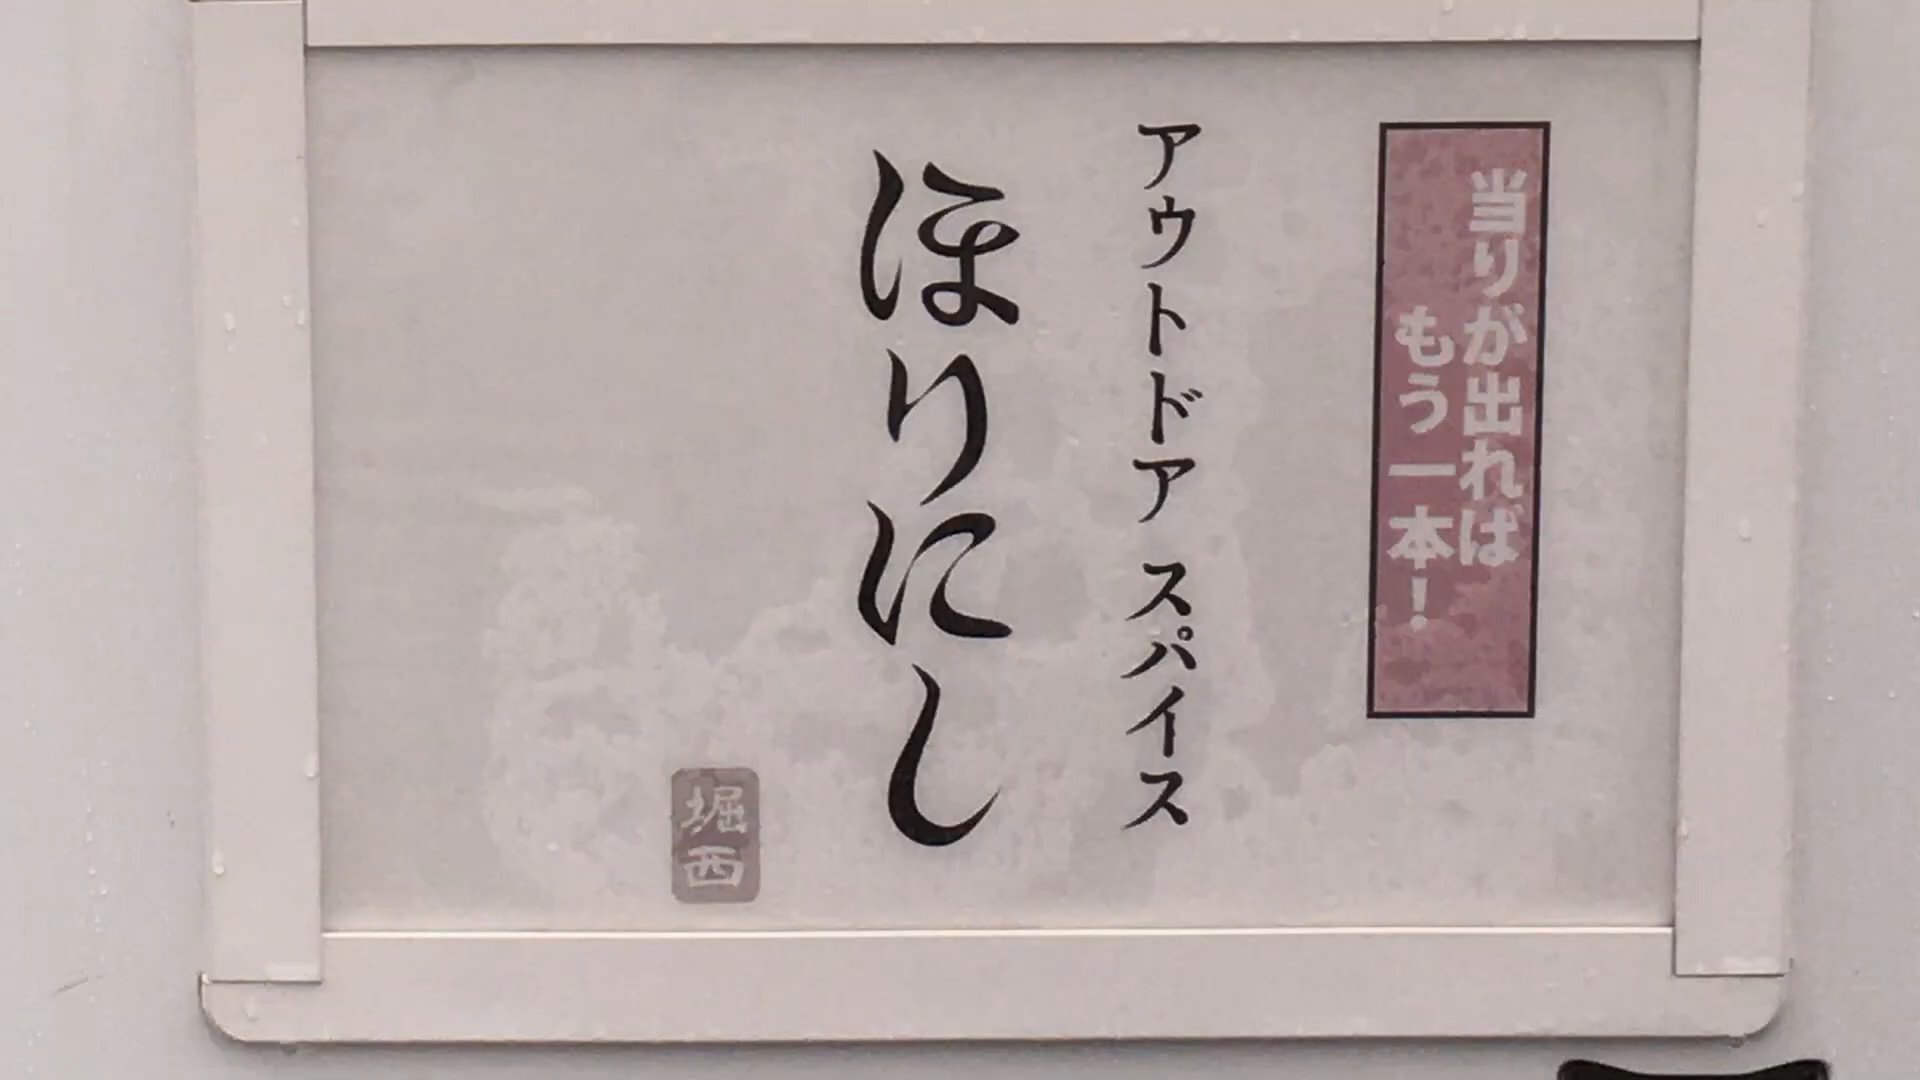 当りが出れば
もう一本!
アウトドア スパイス
ほりにし
堀西